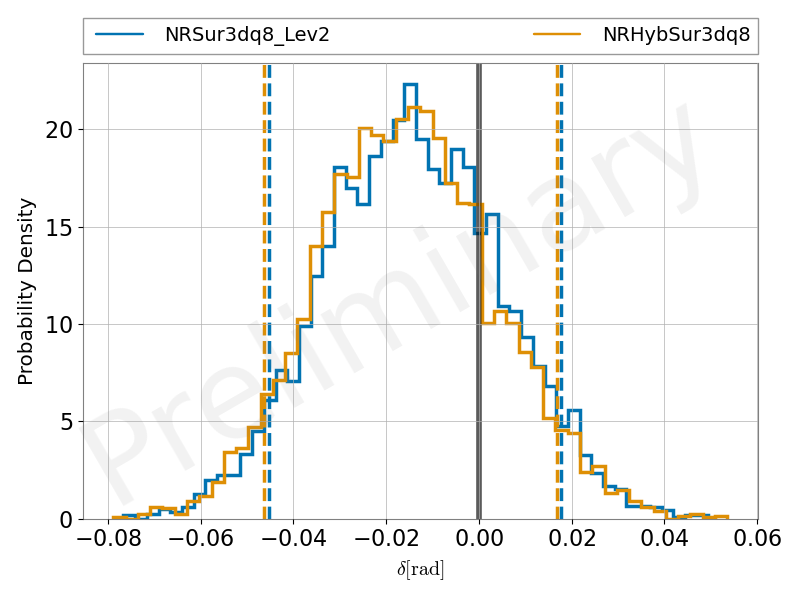 NRSur3dq8_Lev2 NRHybSur3dq8
Probability Density
20
15
10
5
0
Preliminary
−0.08 −0.06 −0.04 −0.02 0.00 0.02 0.04 0.06
δ[rad]